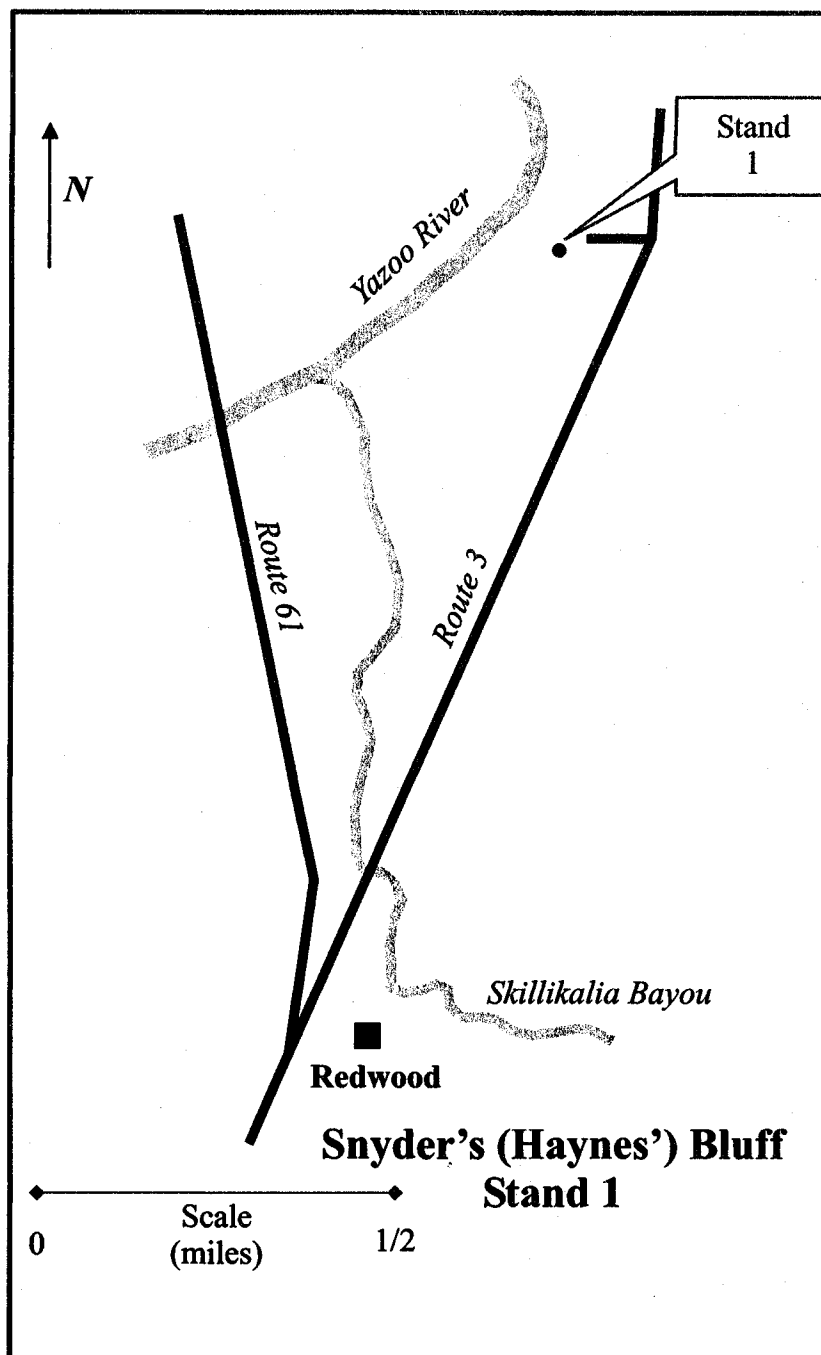 Stand
1
N
Yazoo River
Route 61
Route 3
Skillikalia Bayou
Redwood
Snyder's (Haynes') Bluff
Stand 1
Scale
(miles)
0
1/2